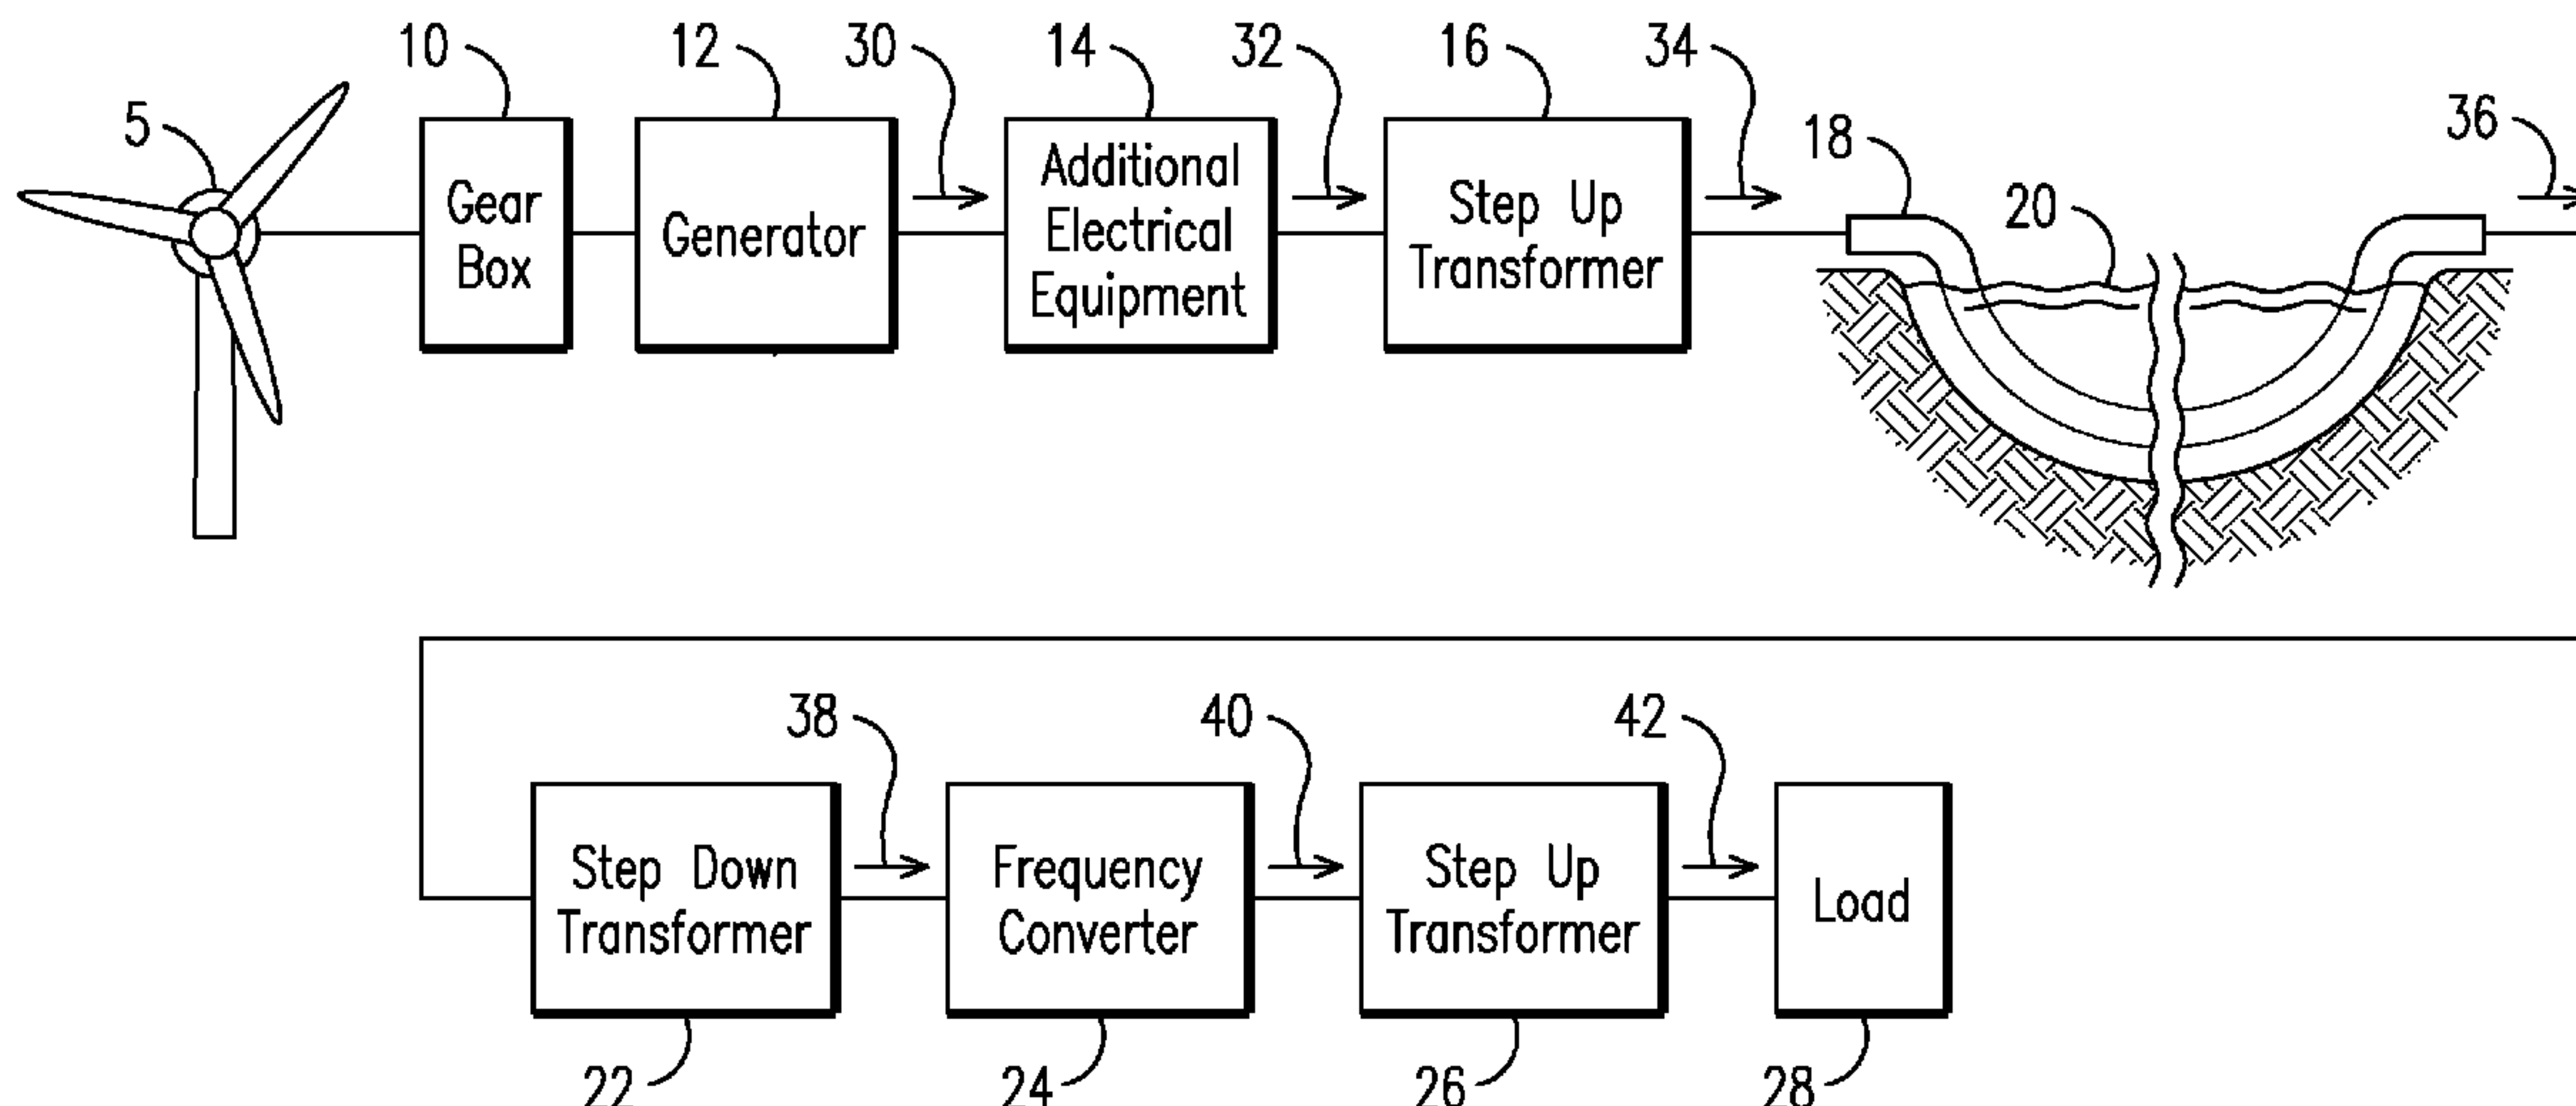 10
12
30
14
32
16
34
5
18
20
36
Gear
Box
Generator
Additional
Electrical
Equipment
Step Up
Transformer
38
40
42
Step Down
Transformer
Frequency
Converter
Step Up
Transformer
Load
22
24
26
28